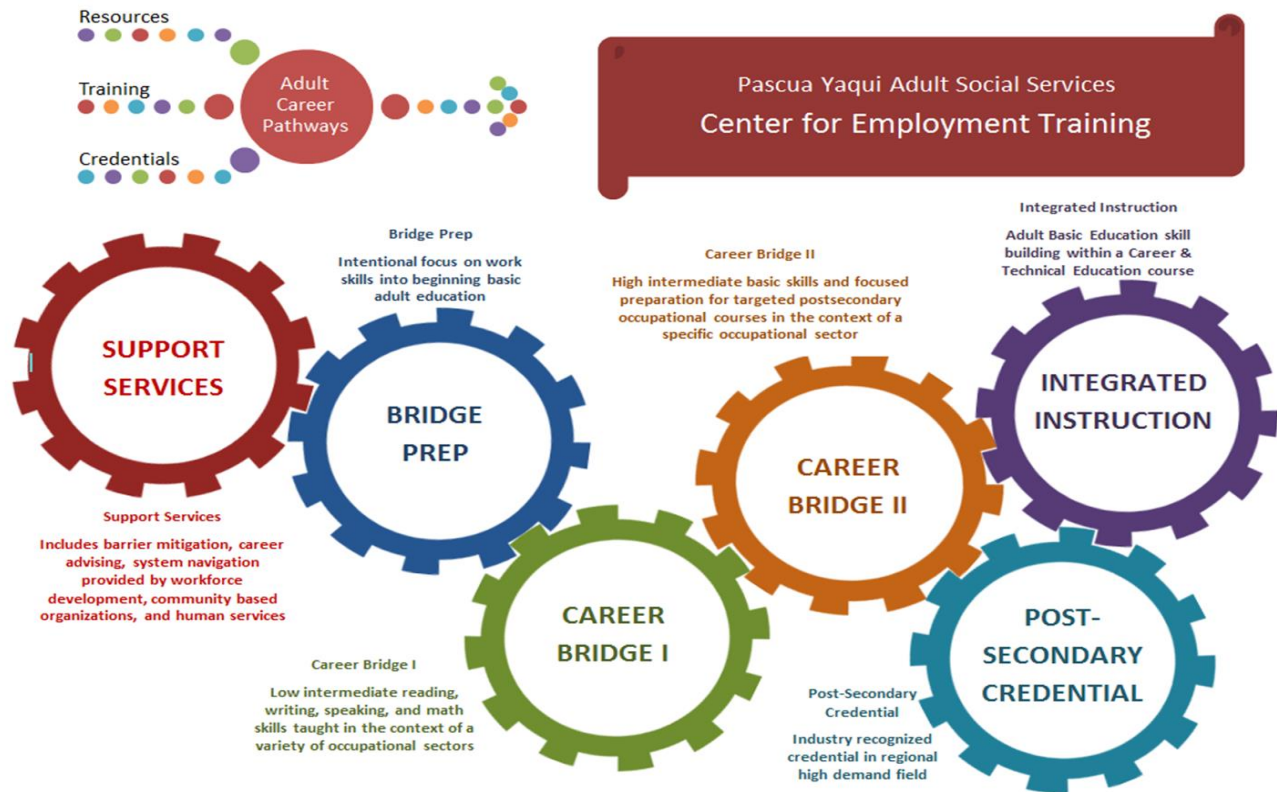 Resources
Training
Credentials
Adult
Career
Pathways
Pascua Yaqui Adult Social Services
Center for Employment Training
SUPPORT
SERVICES
Support Services
Includes barrier mitigation, career
advising, system navigation
provided by workforce
development, community based
organizations, and human services
Bridge Prep
Intentional focus on work
skills into beginning basic
adult education
BRIDGE
PREP
CAREER
BRIDGE I
Career Bridge I
Low intermediate reading,
writing, speaking, and math
skills taught in the context of a
variety of occupational sectors
Career Bridge II
High intermediate basic skills and focused
preparation for targeted postsecondary
occupational courses in the context of a
specific occupational sector
CAREER
BRIDGE II
Integrated Instruction
Adult Basic Education skill
building within a Career &
Technical Education course
INTEGRATED
INSTRUCTION
POST-
SECONDARY
CREDENTIAL
Post-Secondary
Credential
Industry recognized
credential in regional
high demand field